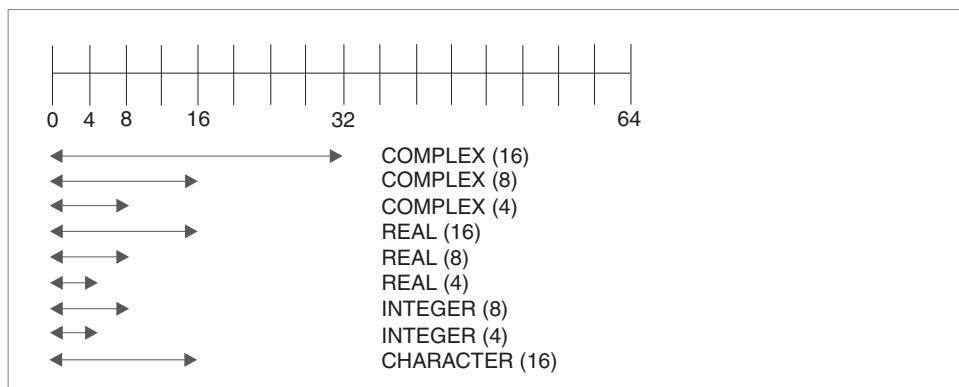 0 4 8 16 32 64
COMPLEX (16)
COMPLEX (8)
COMPLEX (4)
REAL (16)
REAL (8)
REAL (4)
INTEGER (8)
INTEGER (4)
CHARACTER (16)